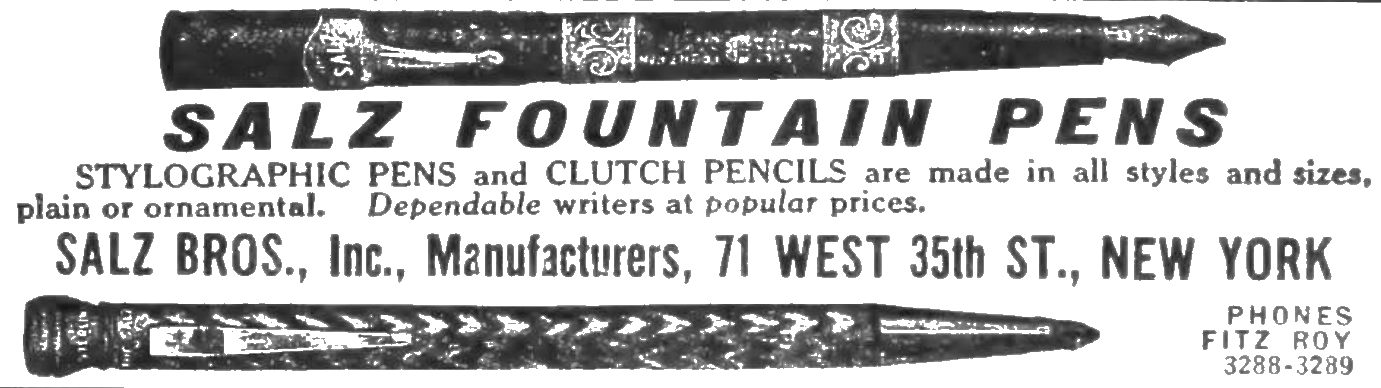 SALZ
SALZ FOUNTAIN PENS
STYLOGRAPHIC PENS and CLUTCH PENCILS are made in all styles and sizes,
plain or ornamental. Dependable writers at popular prices.
SALZ BROS., Inc., Manufacturers, 71 WEST 35th ST., NEW YORK
PHONES
FITZ ROY
3288-3289